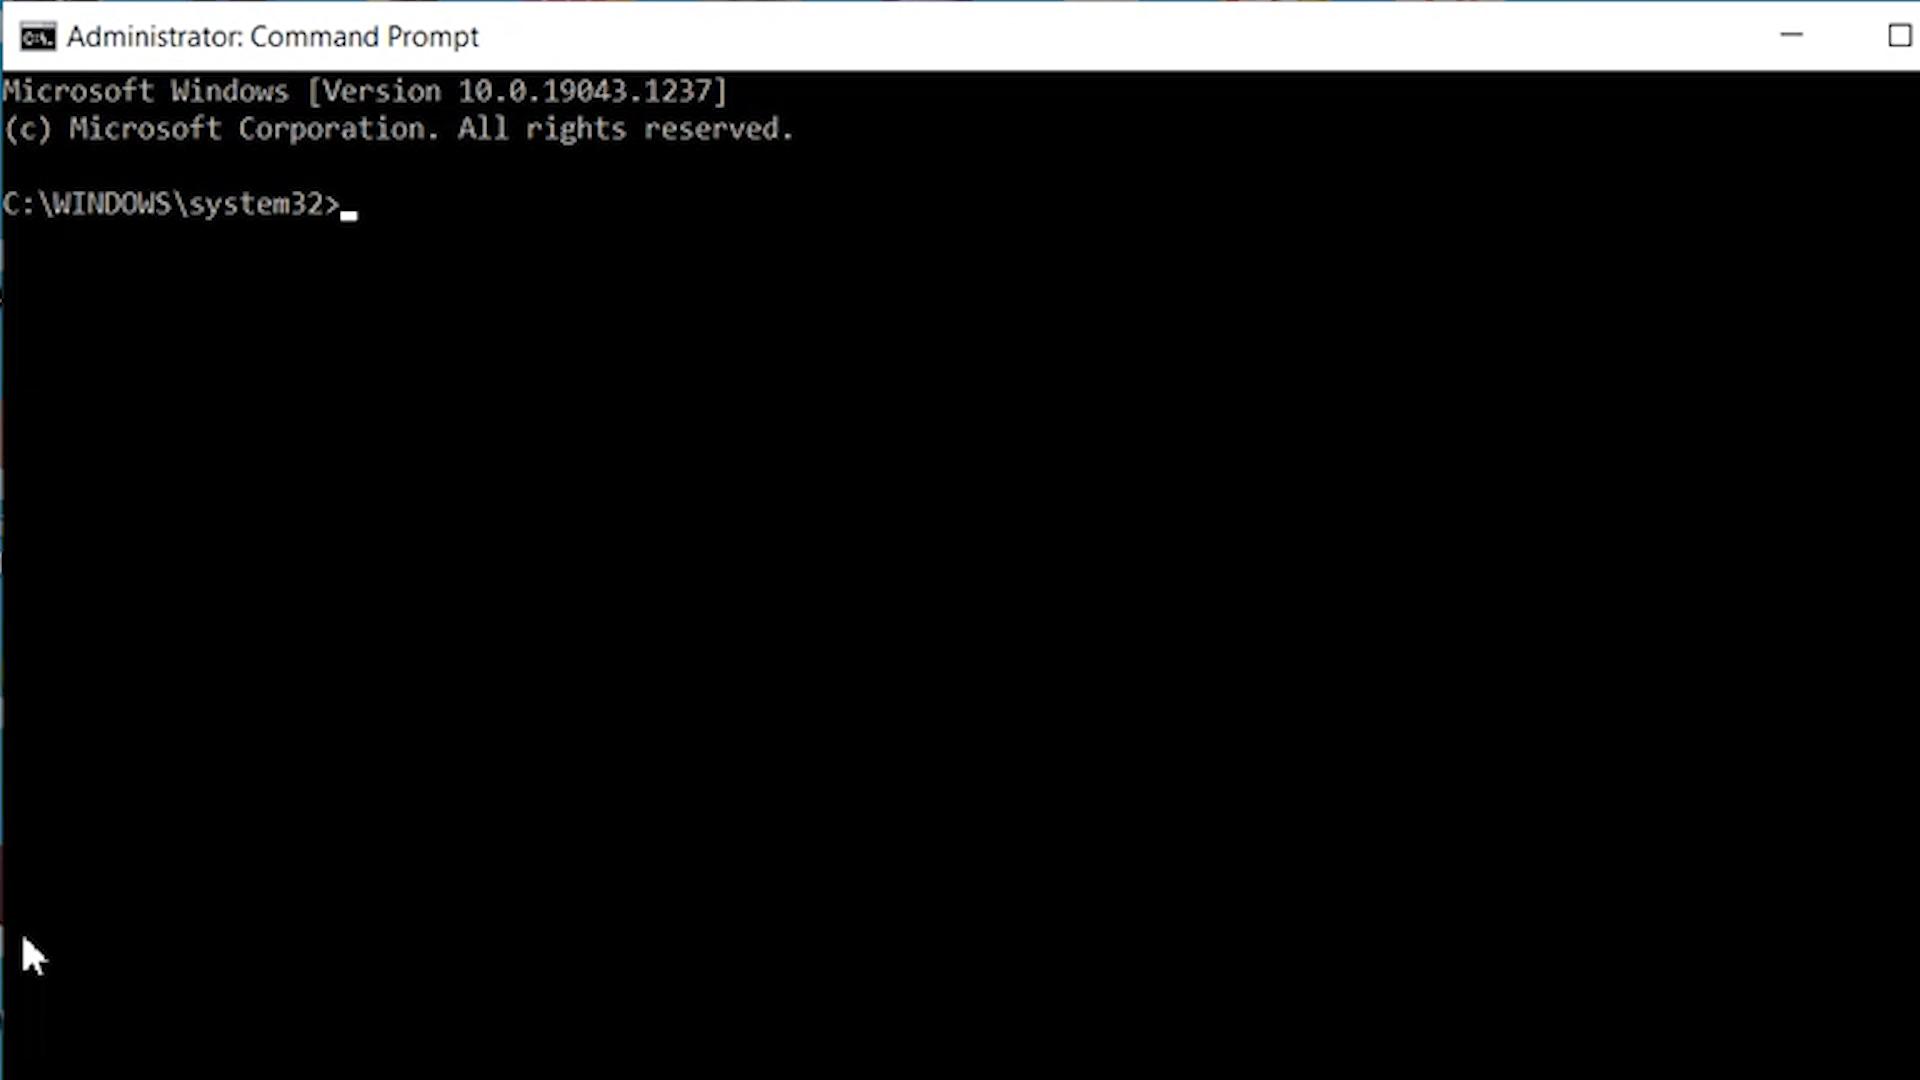 Administrator: Command Prompt
Microsoft Windows [Version 10.0.19043.1237]
(c) Microsoft Corporation. All rights reserved.
C:\WINDOWS\system32>